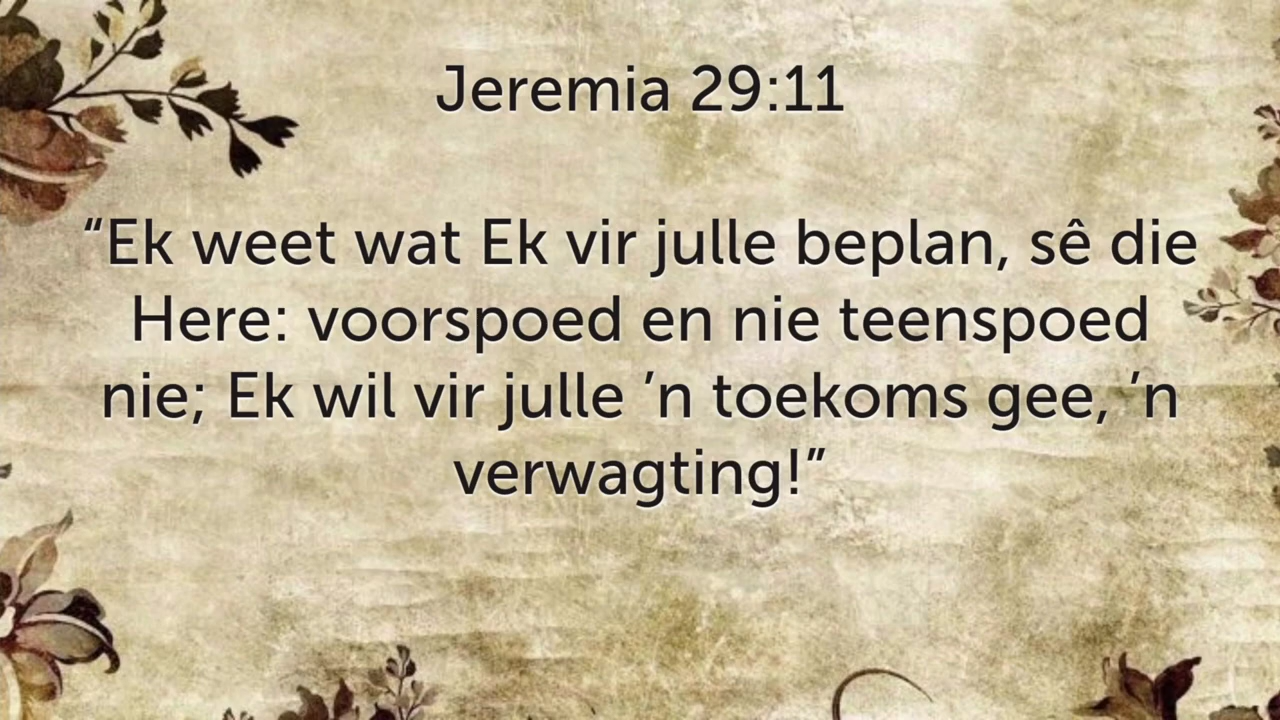 Jeremia 29:11
“Ek weet wat Ek vir julle beplan, sê die
Here: voorspoed en nie teenspoed
nie; Ek wil vir julle ’n toekoms gee, ’n
verwagting!”